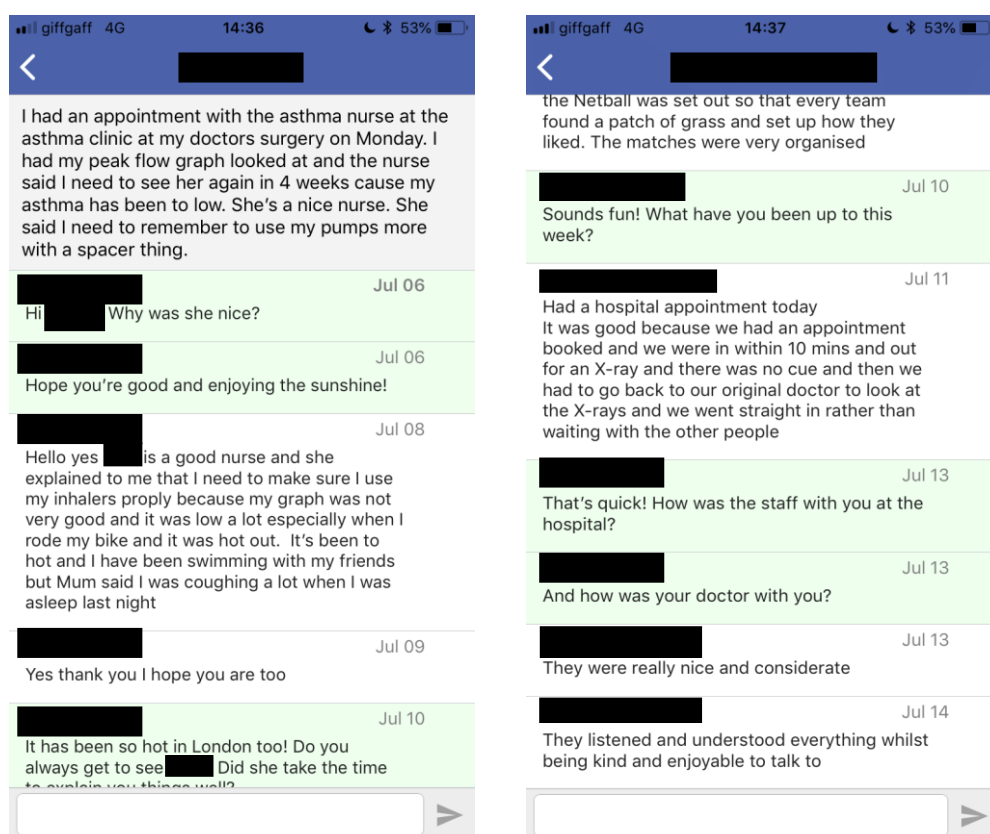 giffgaff 4G 14:36 53%
I had an appointment with the asthma nurse at the
asthma clinic at my doctors surgery on Monday. I
had my peak flow graph looked at and the nurse
said I need to see her again in 4 weeks cause my
asthma has been to low. She's a nice nurse. She
said I need to remember to use my pumps more
with a spacer thing.
Jul 06
Hi Why was she nice?
Jul 06
Hope you're good and enjoying the sunshine!
Jul 08
Hello yes is a good nurse and she
explained to me that I need to make sure I use
my inhalers proply because my graph was not
very good and it was low a lot especially when I
rode my bike and it was hot out. It's been to
hot and I have been swimming with my friends
but Mum said I was coughing a lot when I was
asleep last night
Jul 09
Yes thank you I hope you are too
Jul 10
It has been so hot in London too! Do you
always get to see Did she take the time
to explain you things well?
giffgaff 4G 14:37 53%
the Netball was set out so that every team
found a patch of grass and set up how they
liked. The matches were very organised
Jul 10
Sounds fun! What have you been up to this
week?
Jul 11
Had a hospital appointment today
It was good because we had an appointment
booked and we were in within 10 mins and out
for an X-ray and there was no cue and then we
had to go back to our original doctor to look at
the X-rays and we went straight in rather than
waiting with the other people
Jul 13
That's quick! How was the staff with you at the
hospital?
Jul 13
And how was your doctor with you?
Jul 13
They were really nice and considerate
Jul 14
They listened and understood everything whilst
being kind and enjoyable to talk to